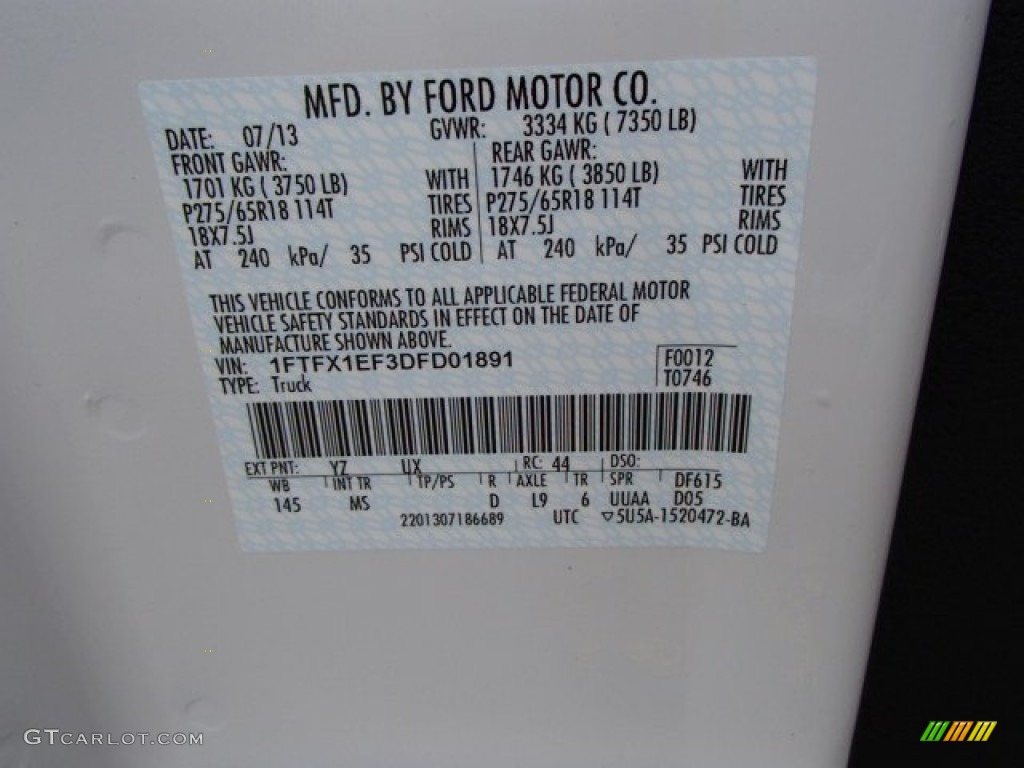 MFD. BY FORD MOTOR CO.
DATE: 07/13 GVWR: 3334 KG ( 7350 LB)
FRONT GAWR: REAR GAWR:
1701 KG ( 3750 LB) WITH 1746 KG ( 3850 LB) WITH
P275/65R18 114T TIRES P275/65R18 114T TIRES
18X7.5J RIMS 18X7.5J RIMS
AT 240 kPa/ 35 PSI COLD AT 240 kPa/ 35 PSI COLD
THIS VEHICLE CONFORMS TO ALL APPLICABLE FEDERAL MOTOR
VEHICLE SAFETY STANDARDS IN EFFECT ON THE DATE OF
MANUFACTURE SHOWN ABOVE.
VIN: 1FTFX1EF3DFD01891 F0012
TYPE: Truck T0746
EXT PNT: YZ UX RC: 44 DSO:
WB INT TR TP/PS R AXLE TR SPR DF615
145 MS D L9 6 UUAA D05
2201307186689 UTC ▽5U5A-1520472-BA
GTCARLOT.COM